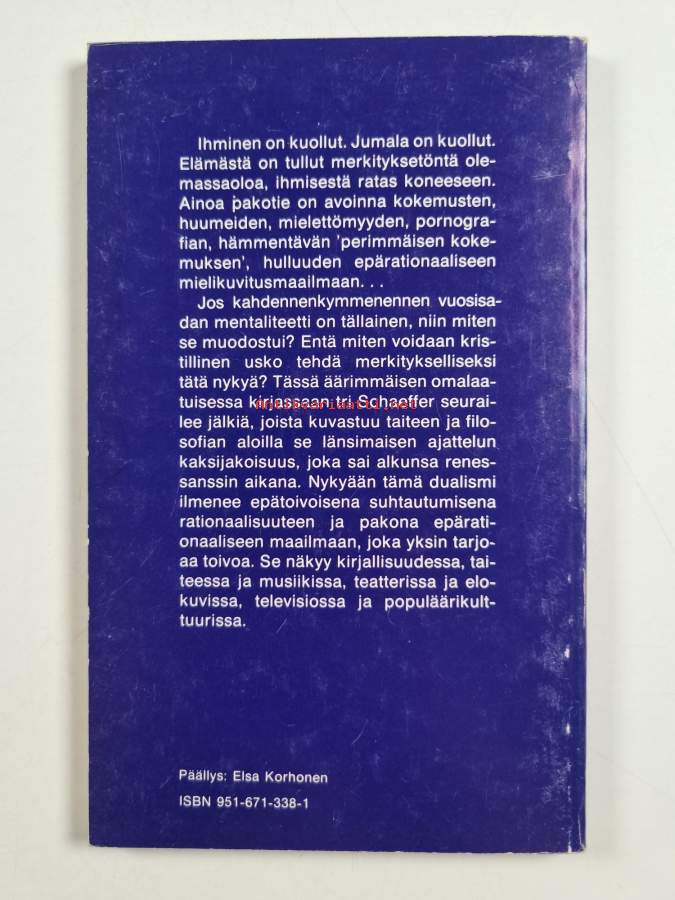 Ihminen on kuollut. Jumala on kuollut.
Elämästä on tullut merkityksetöntä ole-
massaoloa, ihmisestä ratas koneeseen.
Ainoa pakotie on avoinna kokemusten,
huumeiden, mielettömyyden, pornogra-
fian, hämmentävän 'perimmäisen koke-
muksen', hulluuden epärationaaliseen
mielikuvitusmaailmaan. . .
Jos kahdennenkymmenennen vuosisa-
dan mentaliteetti on tällainen, niin miten
se muodostui? Entä miten voidaan kris-
tillinen usko tehdä merkitykselliseksi
tätä nykyä? Tässä äärimmäisen omalaa-
tuisessa kirjassaan tri Schaeffer seurai-
Antikvariaatti.net
lee jälkiä, joista kuvastuu taiteen ja filo-
sofian aloilla se länsimaisen ajattelun
kaksijakoisuus, joka sai alkunsa renes-
sanssin aikana. Nykyään tämä dualismi
ilmenee epätoivoisena suhtautumisena
rationaalisuuteen ja pakona epärati-
onaaliseen maailmaan, joka yksin tarjo-
aa toivoa. Se näkyy kirjallisuudessa, tai-
teessa ja musiikissa, teatterissa ja elo-
kuvissa, televisiossa ja populäärikult-
tuurissa.
Päällys: Elsa Korhonen
ISBN 951-671-338-1